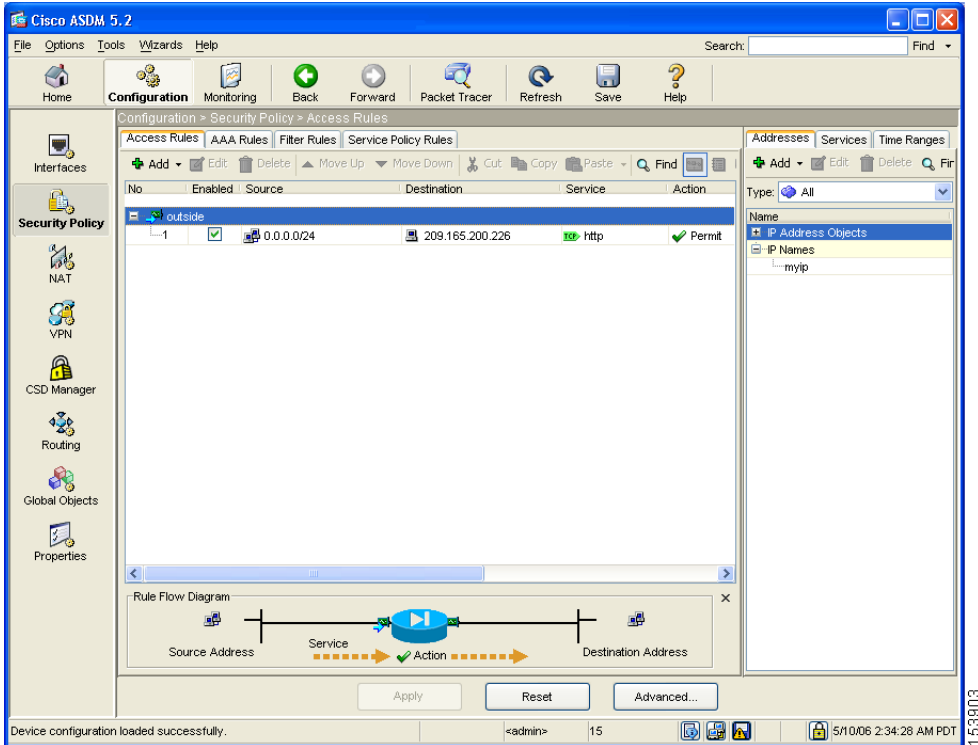 Cisco ASDM 5.2
File Options Tools Wizards Help Search: Find
Home Configuration Monitoring Back Forward Packet Tracer Refresh Save Help
Configuration > Security Policy > Access Rules
Access Rules AAA Rules Filter Rules Service Policy Rules
Add Edit Delete Move Up Move Down Cut Copy Paste Find
No Enabled Source Destination Service Action
outside
1 0.0.0.0/24 209.165.200.226 TCP http Permit
Interfaces
Security Policy
NAT
VPN
CSD Manager
Routing
Global Objects
Properties
Addresses Services Time Ranges
Add Edit Delete Fin
Type: All
Name
IP Address Objects
IP Names
myip
Rule Flow Diagram
Source Address Service Action Destination Address
Apply Reset Advanced...
Device configuration loaded successfully. <admin> 15 5/10/06 2:34:28 AM PDT
153903